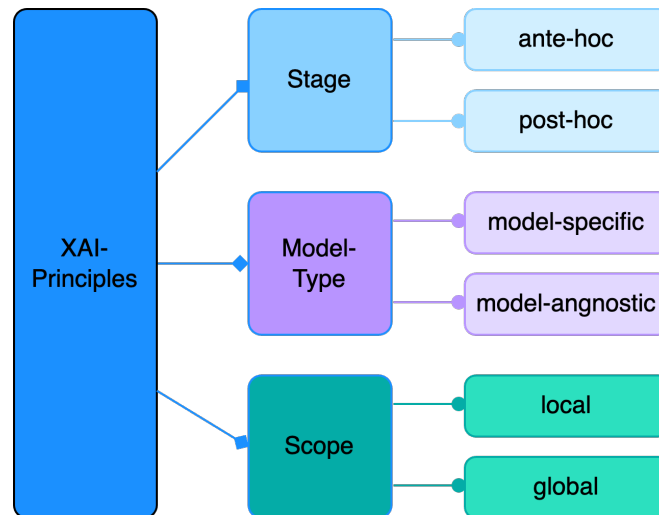 XAI-
Principles
Stage
ante-hoc
post-hoc
Model-
Type
model-specific
model-angnostic
Scope
local
global